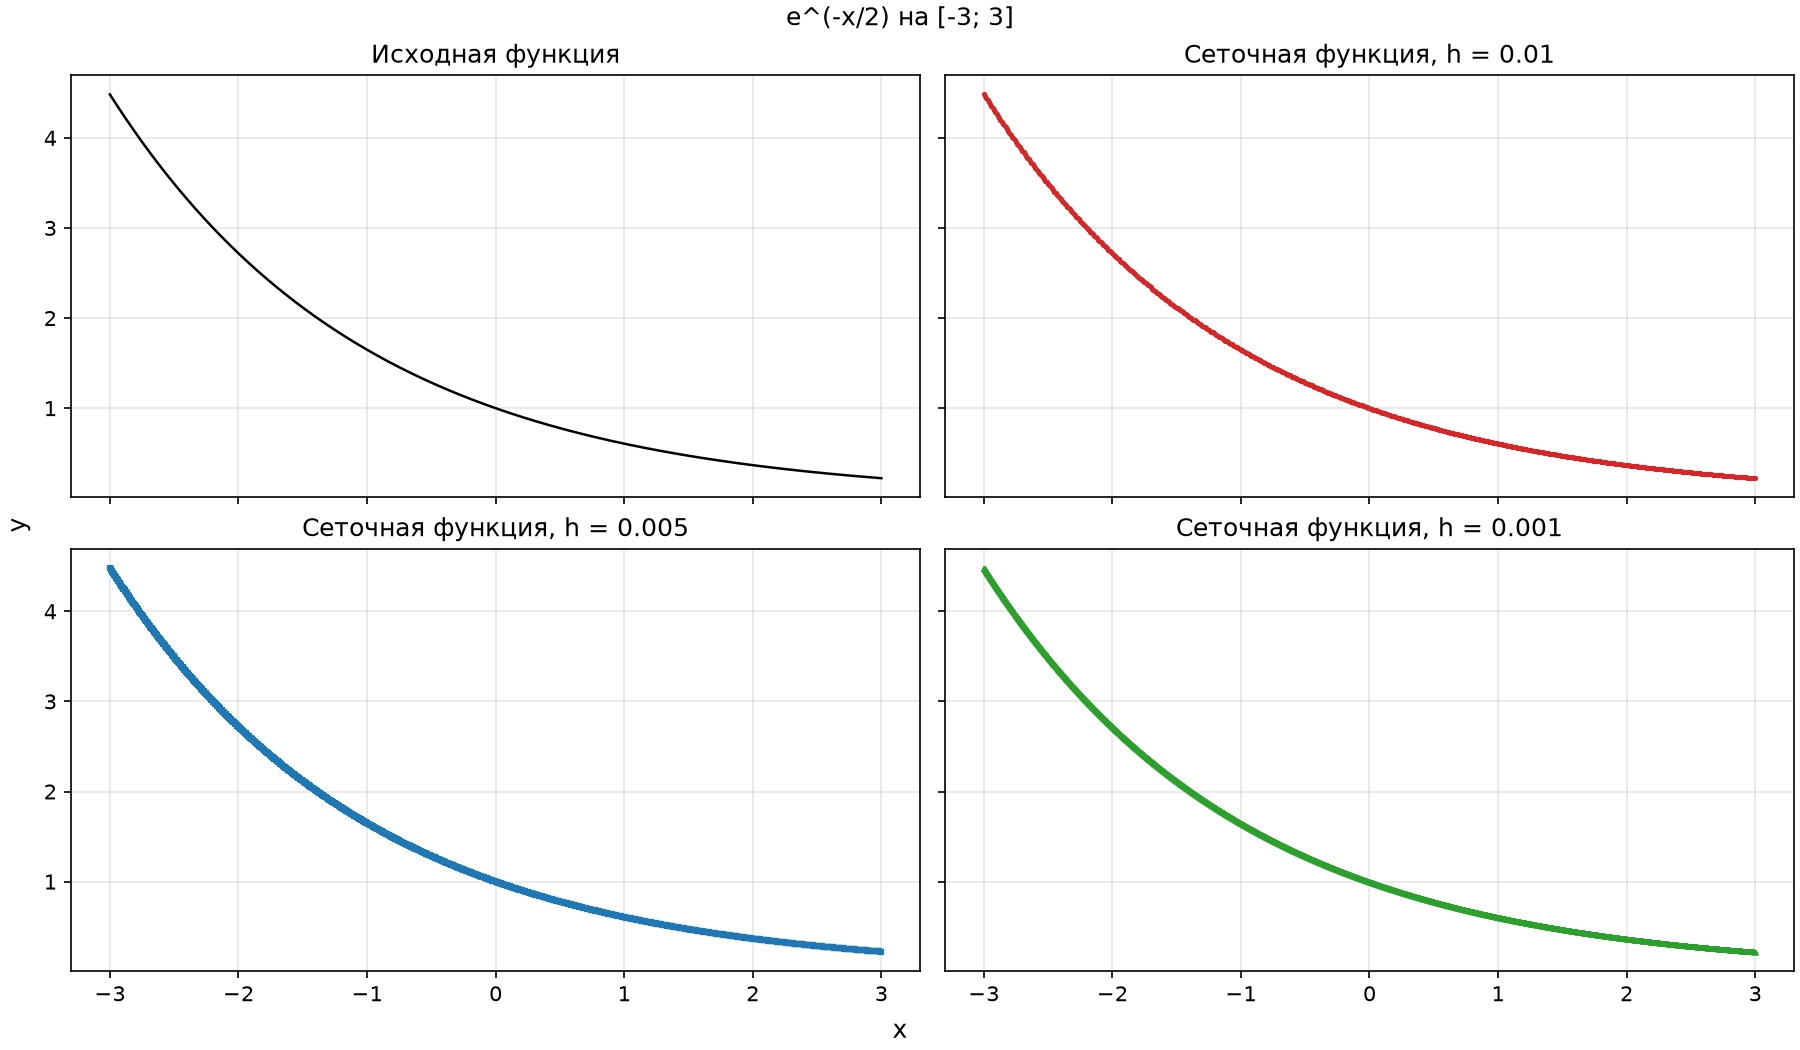 e^(-x/2) на [-3; 3]
Исходная функция
4
3
2
1
Сеточная функция, h = 0.01
y
Сеточная функция, h = 0.005
4
3
2
1
−3 −2 −1 0 1 2 3
Сеточная функция, h = 0.001
−3 −2 −1 0 1 2 3
x